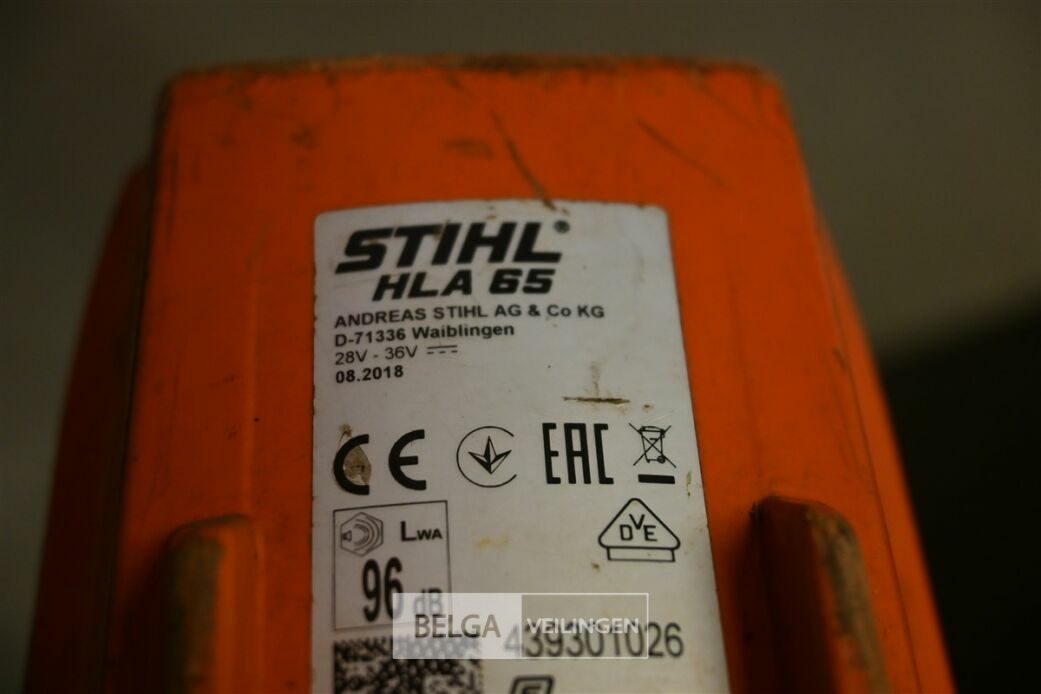 STIHL®
HLA 65
ANDREAS STIHL AG & Co KG
D-71336 Waiblingen
28V - 36V
08.2018
CE
EAC
DVE
LWA
96 dB
BELGA VEILINGEN
439301026